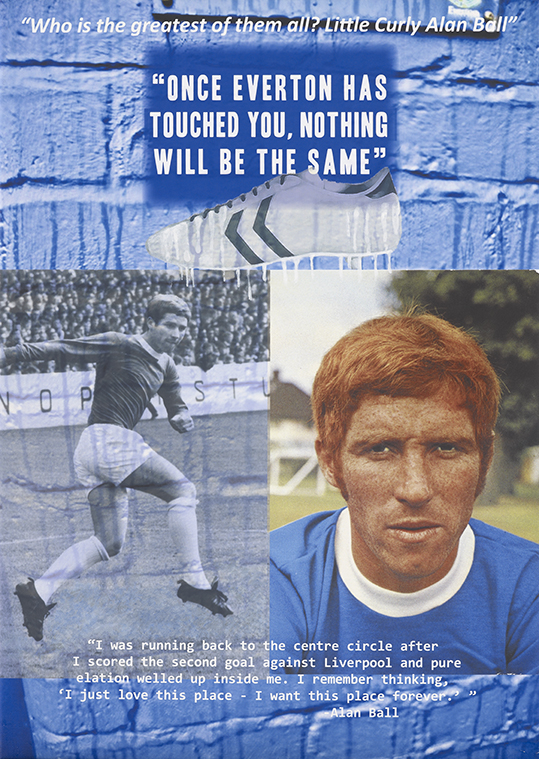 “Who is the greatest of them all? Little Curly Alan Ball”
“ONCE EVERTON HAS
TOUCHED YOU, NOTHING
WILL BE THE SAME”
NOP STU
“I was running back to the centre circle after
I scored the second goal against Liverpool and pure
elation welled up inside me. I remember thinking,
‘I just love this place - I want this place forever.’ ”
-Alan Ball